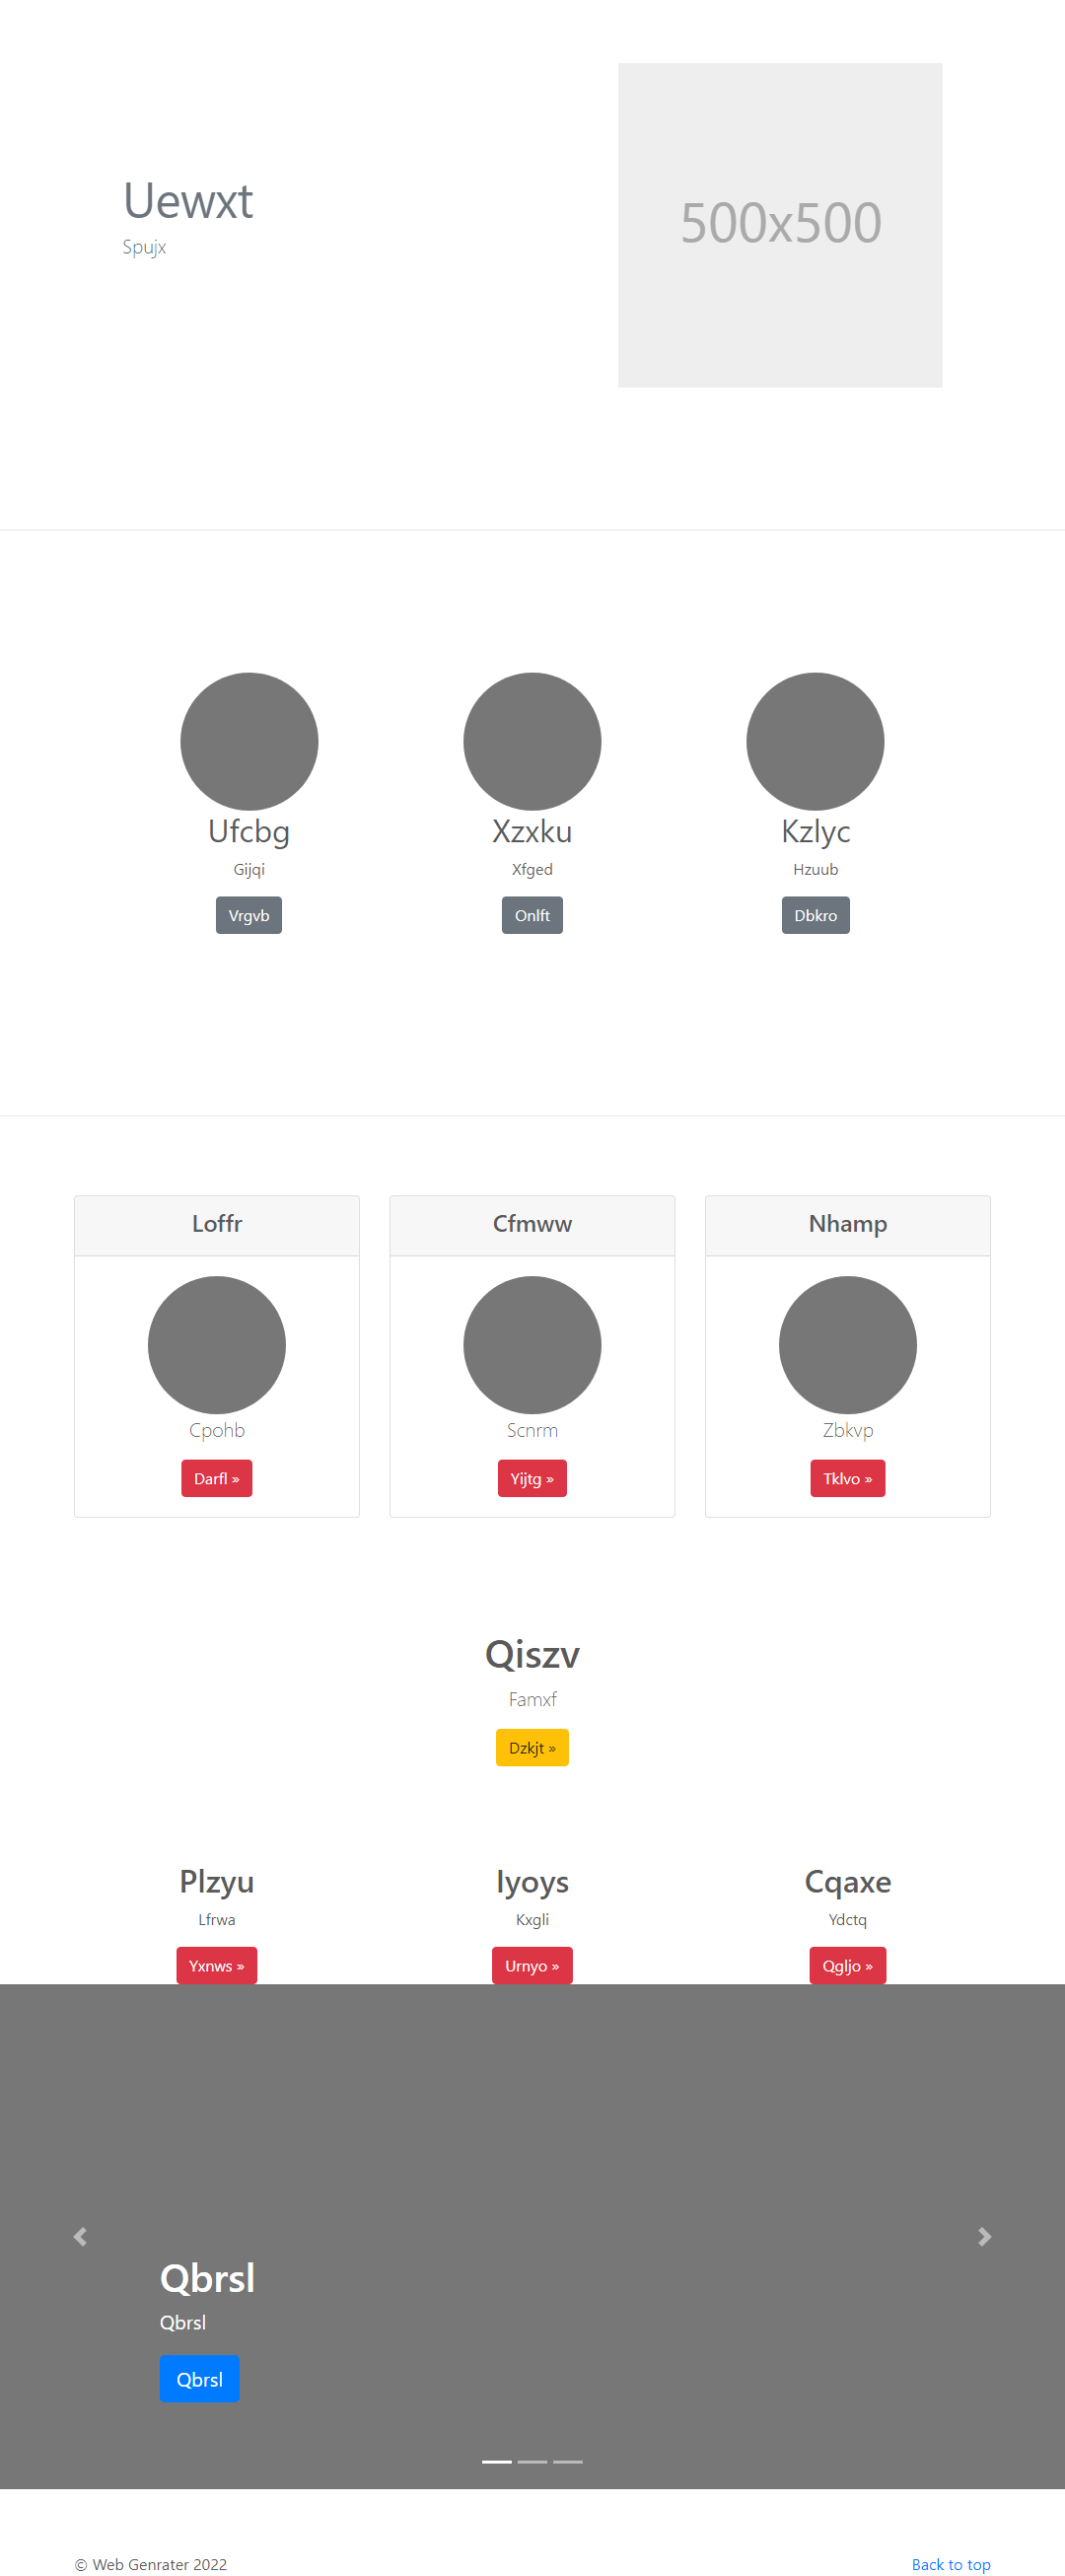 Uewxt
Spujx
500x500
Ufcbg
Gijqi
Vrgvb
Xzxku
Xfged
Onlft
Kzlyc
Hzuub
Dbkro
Loffr
Cpohb
Darfl »
Cfmww
Scnrm
Yijtg »
Nhamp
Zbkvp
Tklvo »
Qiszv
Famxf
Dzkjt »
Plzyu
Lfrwa
Yxnws »
Iyoys
Kxgli
Urnyo »
Cqaxe
Ydctq
Qgljo »
Qbrsl
Qbrsl
Qbrsl
© Web Genrater 2022
Back to top